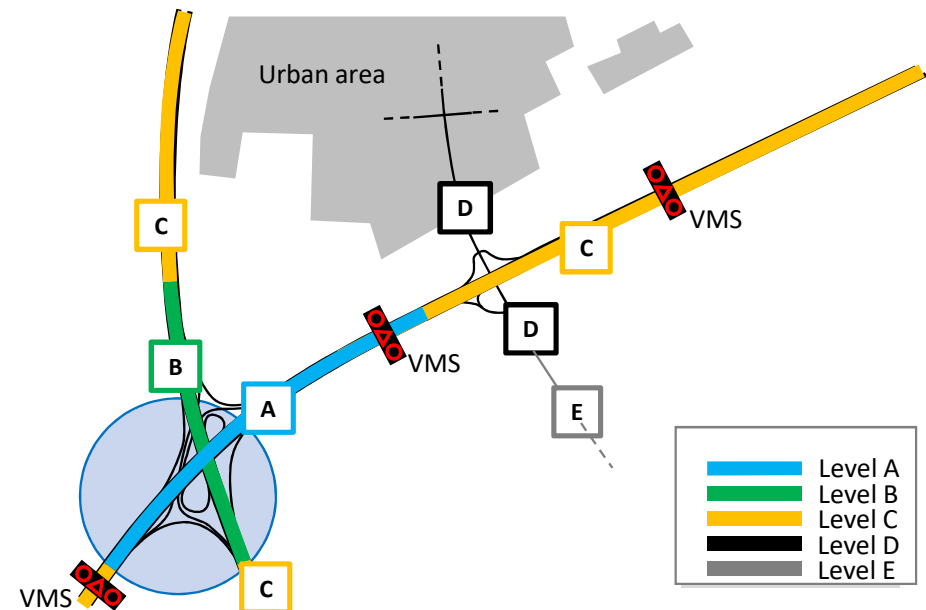 Urban area
D
C
C
VMS
D
VMS
B
A
E
C
VMS
Level A
Level B
Level C
Level D
Level E